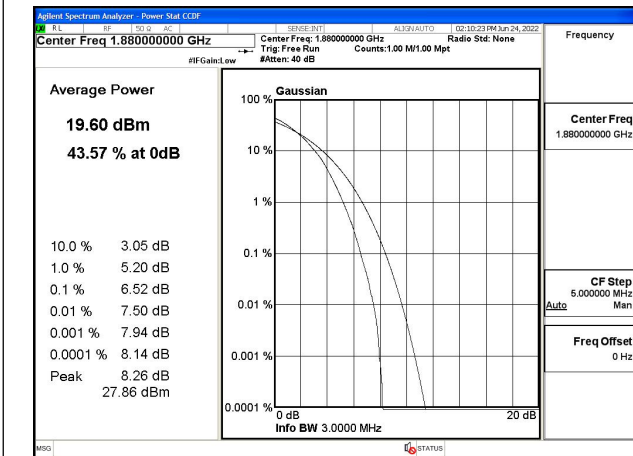 Agilent Spectrum Analyzer - Power Stat CCDF
RL RF 50 Ω AC SENSE:INT ALIGN AUTO 02:10:23 PM Jun 24, 2022
Center Freq 1.880000000 GHz
Center Freq: 1.880000000 GHz Radio Std: None
Trig: Free Run Counts:1.00 M/1.00 Mpt
#IFGain:Low #Atten: 40 dB
Frequency
Average Power
19.60 dBm
43.57 % at 0dB
10.0 % 3.05 dB
1.0 % 5.20 dB
0.1 % 6.52 dB
0.01 % 7.50 dB
0.001 % 7.94 dB
0.0001 % 8.14 dB
Peak 8.26 dB
27.86 dBm
Gaussian
100 %
10 %
1 %
0.1 %
0.01 %
0.001 %
0.0001 %
0 dB 20 dB
Info BW 3.0000 MHz
Center Freq
1.880000000 GHz
CF Step
5.000000 MHz
Auto Man
Freq Offset
0 Hz
MSG STATUS